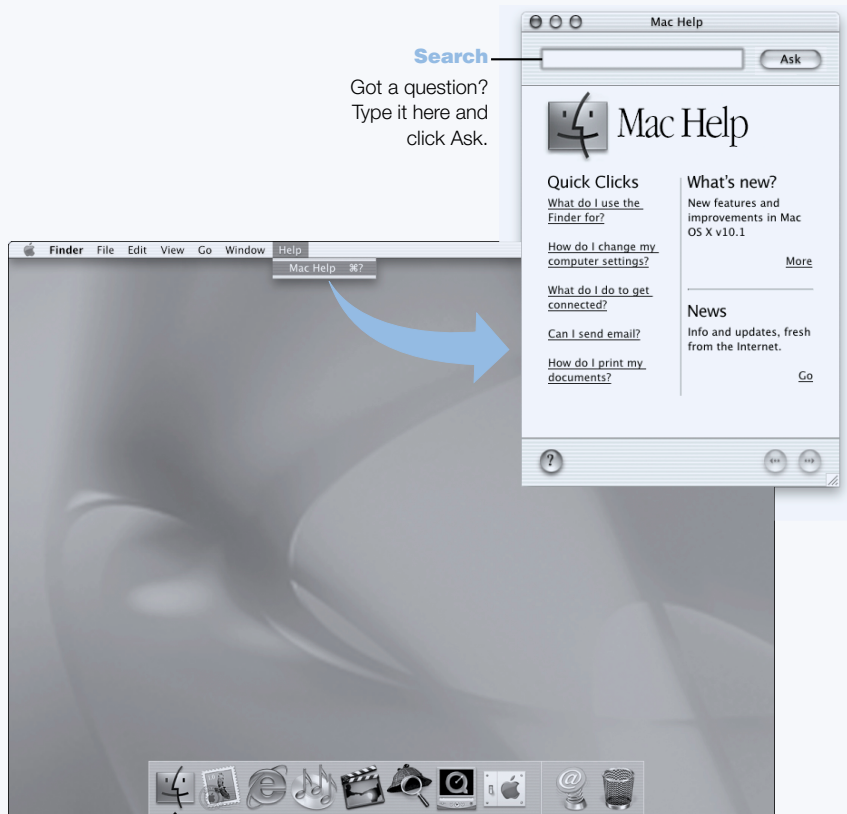 Mac Help
Search
Ask
Got a question?
Type it here and
click Ask.
Mac Help
Quick Clicks
What do I use the
Finder for?
How do I change my
computer settings?
What do I do to get
connected?
Can I send email?
How do I print my
documents?
What's new?
New features and
improvements in Mac
OS X v10.1
More
News
Info and updates, fresh
from the Internet.
Go
?
Finder File Edit View Go Window Help
Mac Help ⌘?
@